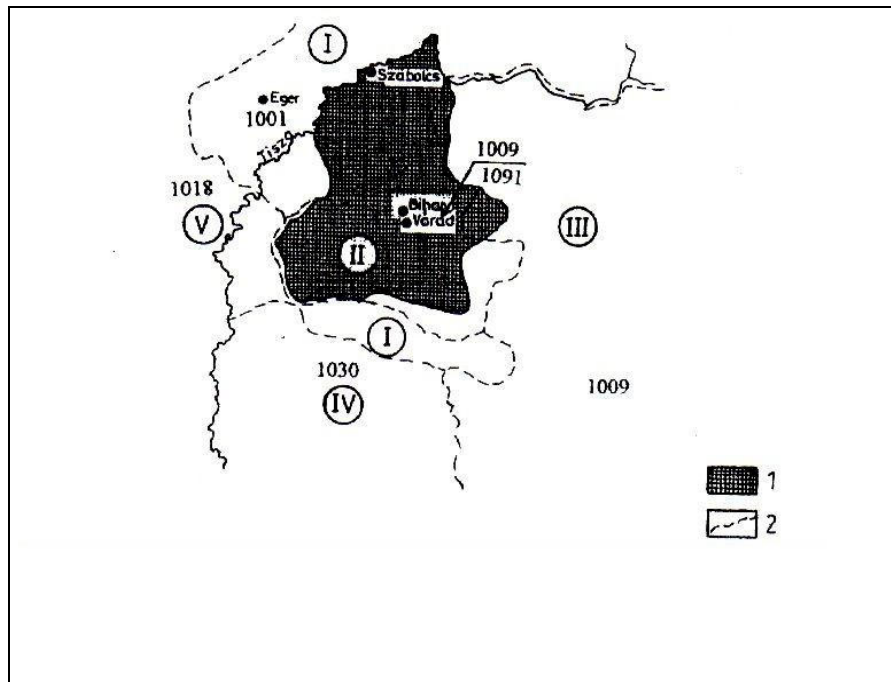 I
Szabolcs
Eger
1001
Tisza
1009
1091
1018
Bihar
Várad
V
III
II
I
1030
IV
1009
1
2